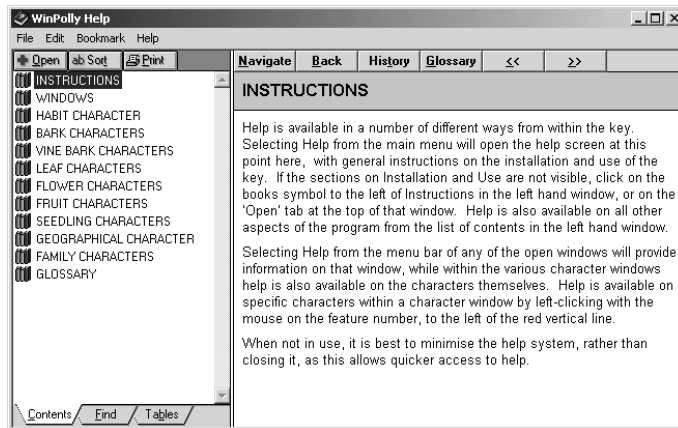 WinPolly Help
File Edit Bookmark Help
Open ab Sort Print
Navigate Back History Glossary << >>
INSTRUCTIONS
WINDOWS
HABIT CHARACTER
BARK CHARACTERS
VINE BARK CHARACTERS
LEAF CHARACTERS
FLOWER CHARACTERS
FRUIT CHARACTERS
SEEDLING CHARACTERS
GEOGRAPHICAL CHARACTER
FAMILY CHARACTERS
GLOSSARY
Contents Find Tables
INSTRUCTIONS
Help is available in a number of different ways from within the key.
Selecting Help from the main menu will open the help screen at this
point here, with general instructions on the installation and use of the
key. If the sections on Installation and Use are not visible, click on the
books symbol to the left of Instructions in the left hand window, or on the
'Open' tab at the top of that window. Help is also available on all other
aspects of the program from the list of contents in the left hand window.
Selecting Help from the menu bar of any of the open windows will provide
information on that window, while within the various character windows
help is also available on the characters themselves. Help is available on
specific characters within a character window by left-clicking with the
mouse on the feature number, to the left of the red vertical line.
When not in use, it is best to minimise the help system, rather than
closing it, as this allows quicker access to help.